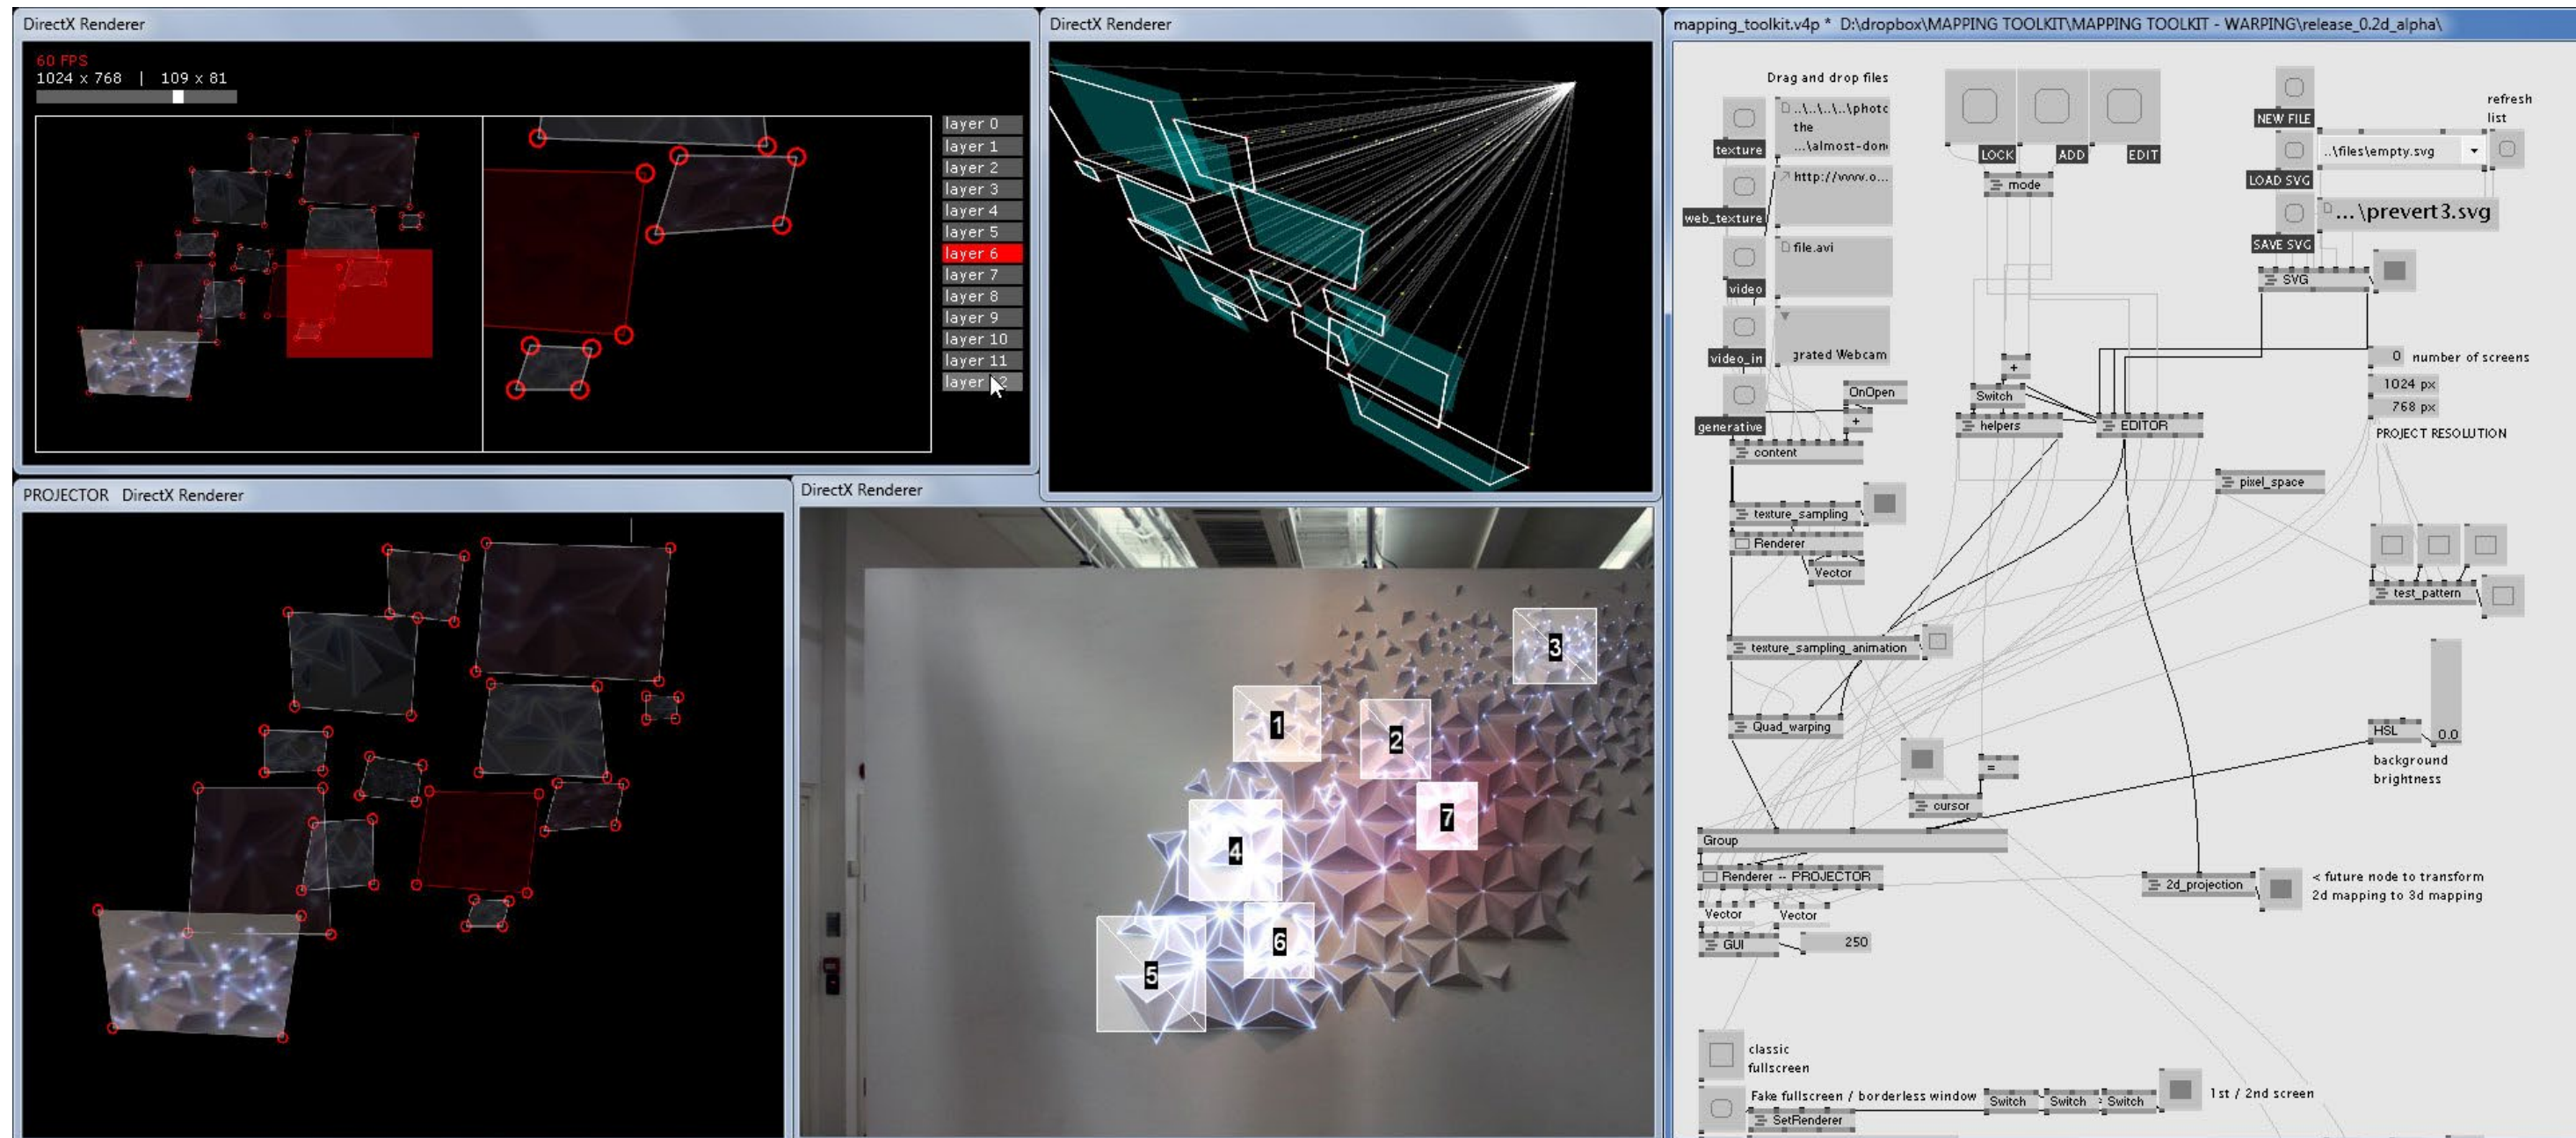 DirectX Renderer
60 FPS
1024 x 768 | 109 x 81
layer 0
layer 1
layer 2
layer 3
layer 4
layer 5
layer 6
layer 7
layer 8
layer 9
layer 10
layer 11
layer
DirectX Renderer
PROJECTOR DirectX Renderer
DirectX Renderer
3
1
2
7
4
6
5
mapping_toolkit.v4p * D:\dropbox\MAPPING TOOLKIT\MAPPING TOOLKIT - WARPING\release_0.2d_alpha\
Drag and drop files
..\..\..\..\photo
the
...\almost-don
texture
http://www.o...
web_texture
file.avi
video
grated Webcam
video_in
generative
OnOpen
+
content
texture_sampling
Renderer
Vector
texture_sampling_animation
Quad_warping
LOCK
ADD
EDIT
mode
+
Switch
helpers
EDITOR
NEW FILE
refresh
list
..\files\empty.svg
LOAD SVG
...\prevert3.svg
SAVE SVG
SVG
0 number of screens
1024 px
768 px
PROJECT RESOLUTION
pixel_space
test_pattern
HSL
0.0
background
brightness
=
cursor
Group
Renderer -- PROJECTOR
Vector
Vector
GUI
250
2d_projection
< future node to transform
2d mapping to 3d mapping
classic
fullscreen
Fake fullscreen / borderless window
Switch
Switch
Switch
1st / 2nd screen
SetRenderer